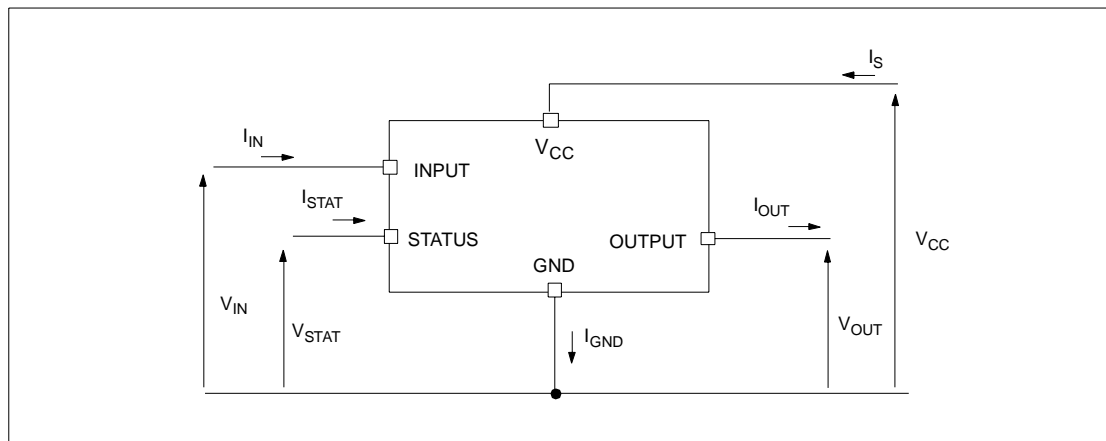 I_S
V_CC
I_IN
INPUT
I_STAT
STATUS
I_OUT
OUTPUT
V_CC
GND
V_IN
V_STAT
V_OUT
I_GND